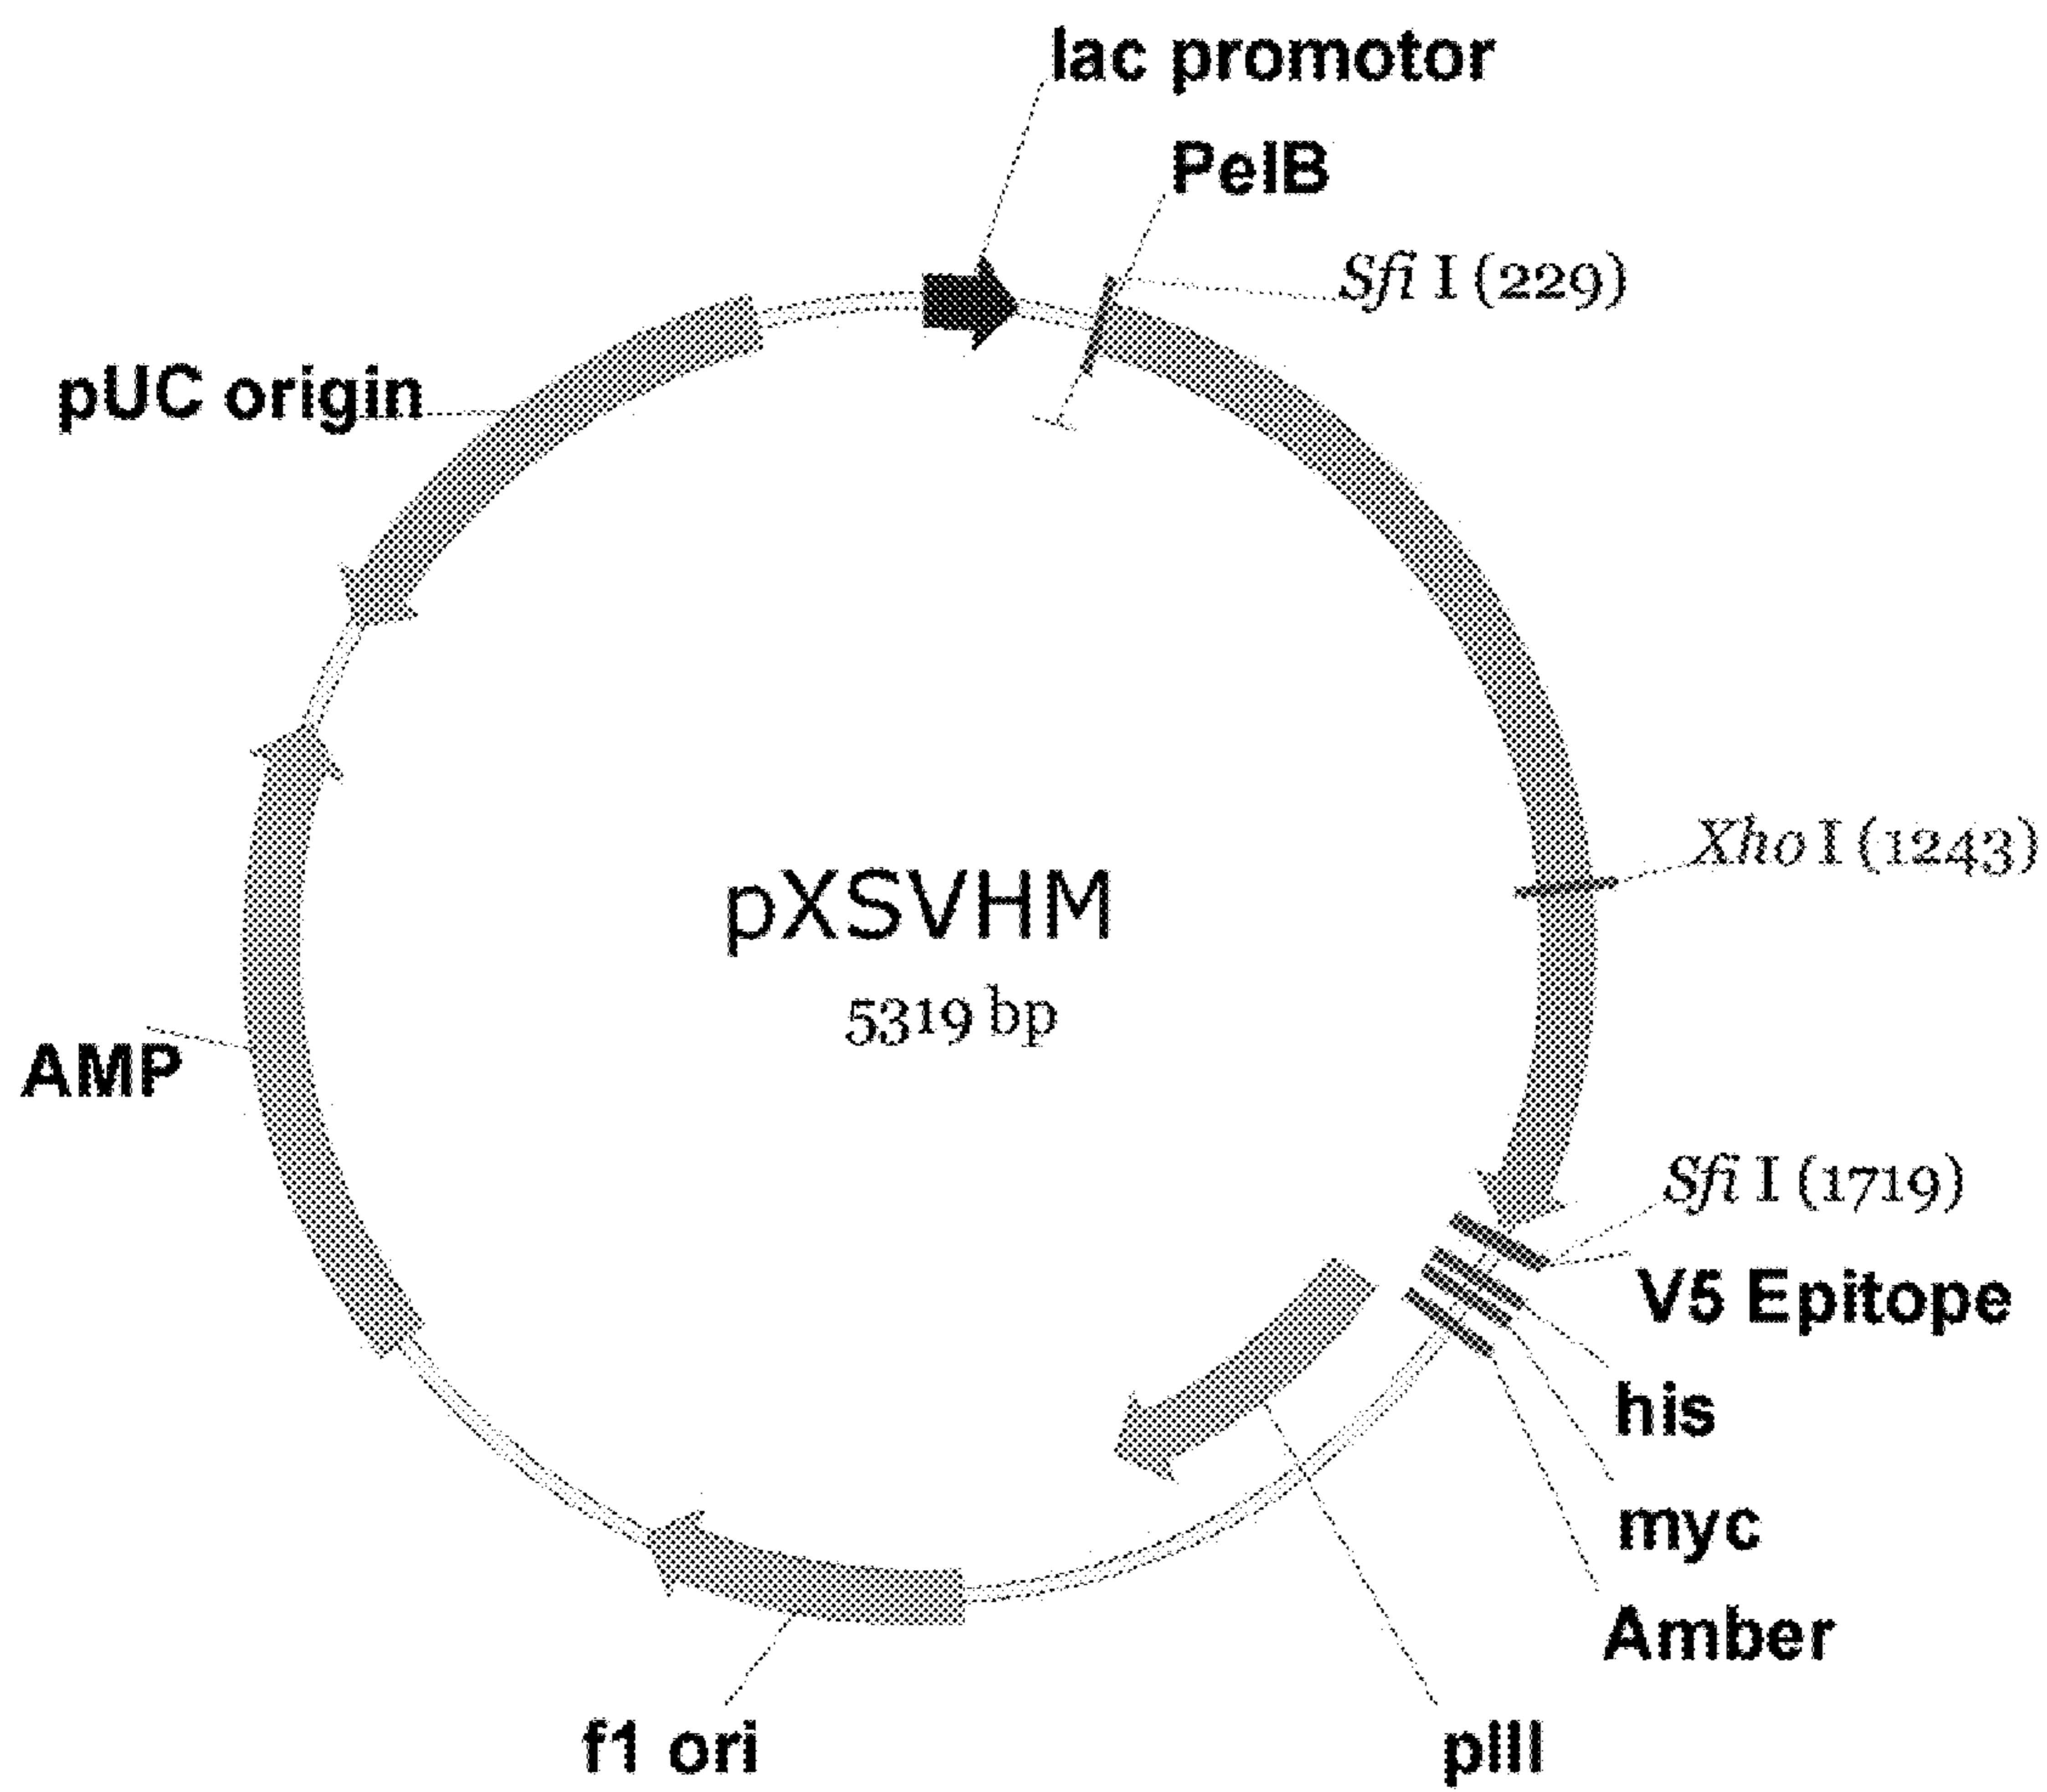 lac promotor
PelB
Sfi I (229)
pUC origin
Xho I (1243)
pXSVHM
5319 bp
AMP
Sfi I (1719)
V5 Epitope
his
myc
Amber
f1 ori
pIII